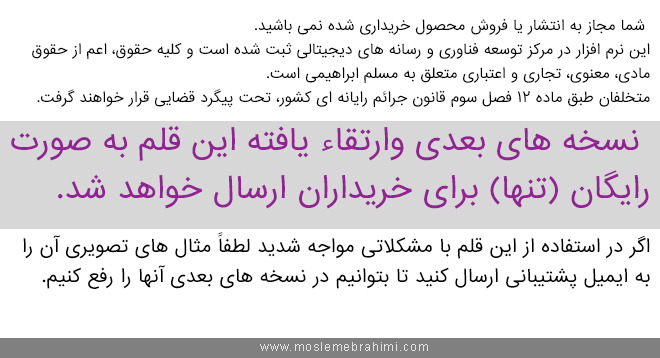 شما مجاز به انتشار یا فروش محصول خریداری شده نمی باشید.
این نرم افزار در مرکز توسعه فناوری و رسانه های دیجیتالی ثبت شده است و کلیه حقوق، اعم از حقوق
مادی، معنوی، تجاری و اعتباری متعلق به مسلم ابراهیمی است.
متخلفان طبق ماده ۱۲ فصل سوم قانون جرائم رایانه ای کشور، تحت پیگرد قضایی قرار خواهند گرفت.
نسخه های بعدی وارتقاء یافته این قلم به صورت
رایگان (تنها) برای خریداران ارسال خواهد شد.
اگر در استفاده از این قلم با مشکلاتی مواجه شدید لطفاً مثال های تصویری آن را
به ایمیل پشتیبانی ارسال کنید تا بتوانیم در نسخه های بعدی آنها را رفع کنیم.
www.moslemebrahimi.com